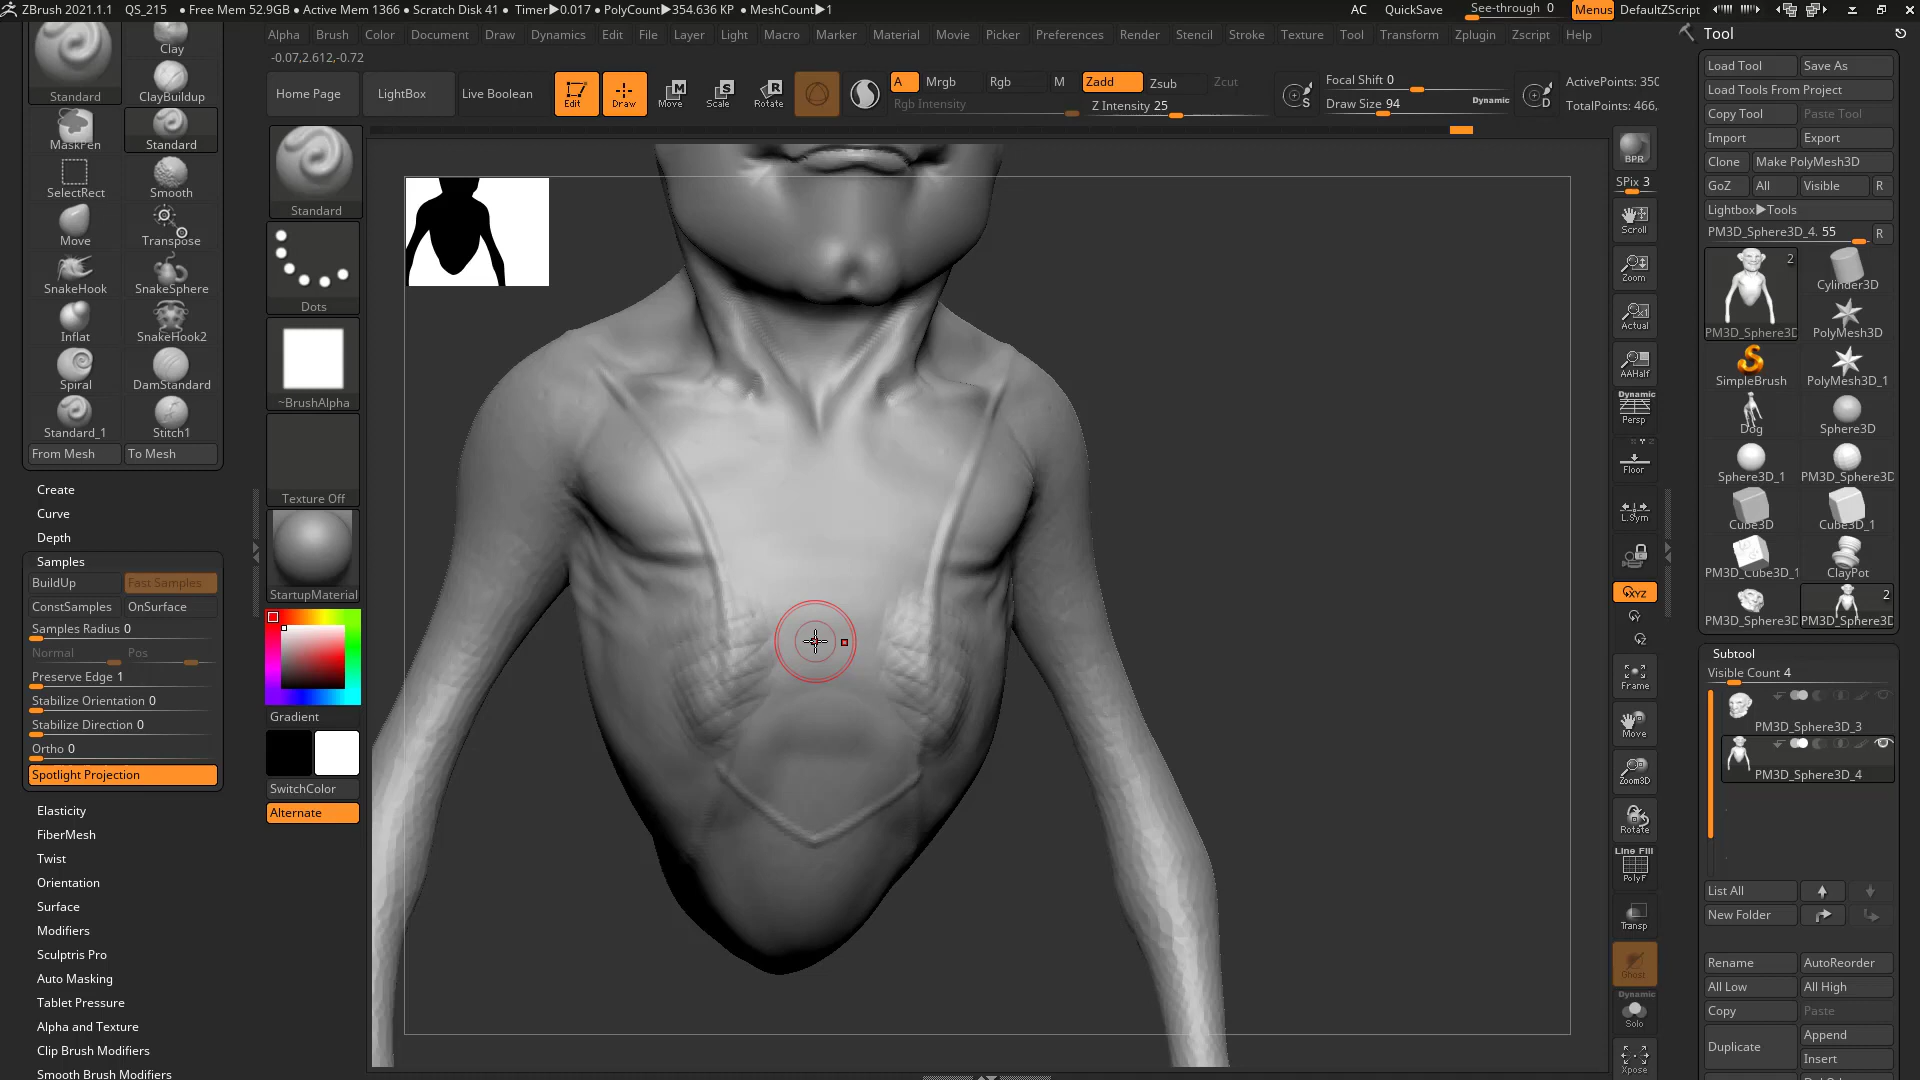 ZBrush 2021.1.1 QS_215 • Free Mem 52.9GB • Active Mem 1366 • Scratch Disk 41 • Timer▶0.017 • PolyCount▶354.636 KP • MeshCount▶1 AC QuickSave See-through 0 Menus DefaultZScript
Alpha Brush Color Document Draw Dynamics Edit File Layer Light Macro Marker Material Movie Picker Preferences Render Stencil Stroke Texture Tool Transform Zplugin Zscript Help
-0.07,2.612,-0.72
Home Page LightBox Live Boolean Edit Draw Move Scale Rotate
A Mrgb Rgb M Zadd Zsub Zcut
Rgb Intensity Z Intensity 25
Focal Shift 0
Draw Size 94 Dynamic
S
D
ActivePoints: 350
TotalPoints: 466,
Standard
Clay
ClayBuildup
MaskPen Standard
SelectRect Smooth
Move Transpose
SnakeHook SnakeSphere
Inflat SnakeHook2
Spiral DamStandard
Standard_1 Stitch1
From Mesh To Mesh
Create
Curve
Depth
Samples
BuildUp Fast Samples
ConstSamples OnSurface
Samples Radius 0
Normal Pos
Preserve Edge 1
Stabilize Orientation 0
Stabilize Direction 0
Ortho 0
Spotlight Projection
Elasticity
FiberMesh
Twist
Orientation
Surface
Modifiers
Sculptris Pro
Auto Masking
Tablet Pressure
Alpha and Texture
Clip Brush Modifiers
Smooth Brush Modifiers
Standard
Dots
~BrushAlpha
Texture Off
StartupMaterial
Gradient
SwitchColor
Alternate
BPR
SPix 3
Scroll
Zoom
Actual
AAHalf
Dynamic
Persp
Floor
L.Sym
XYZ
Y
Z
Frame
Move
Zoom3D
Rotate
Line Fill
PolyF
Transp
Ghost
Dynamic
Solo
Xpose
Tool
Load Tool Save As
Load Tools From Project
Copy Tool Paste Tool
Import Export
Clone Make PolyMesh3D
GoZ All Visible R
Lightbox▶Tools
PM3D_Sphere3D_4. 55 R
2
PM3D_Sphere3D Cylinder3D
PolyMesh3D
SimpleBrush PolyMesh3D_1
Dog Sphere3D
Sphere3D_1 PM3D_Sphere3D
Cube3D Cube3D_1
PM3D_Cube3D_1 ClayPot
2
PM3D_Sphere3D PM3D_Sphere3D
Subtool
Visible Count 4
PM3D_Sphere3D_3
PM3D_Sphere3D_4
List All
New Folder
Rename AutoReorder
All Low All High
Copy Paste
Duplicate Append
Insert